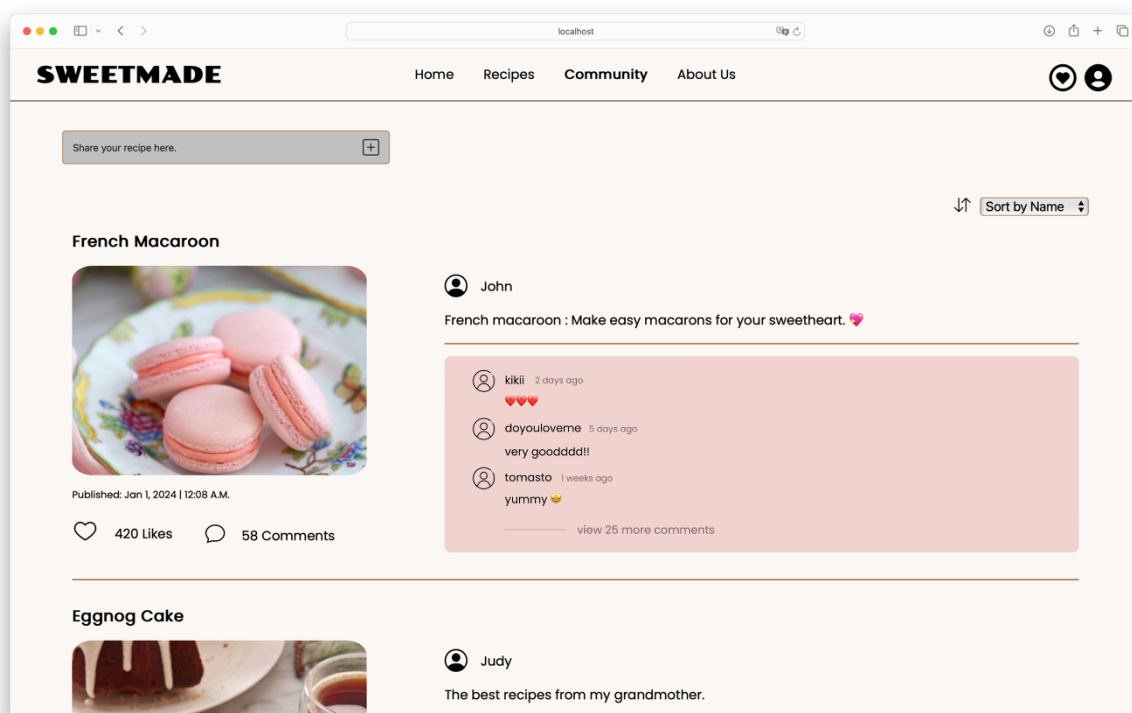 localhost
SWEETMADE
Home Recipes Community About Us
Share your recipe here.
Sort by Name
French Macaroon
John
French macaroon : Make easy macarons for your sweetheart. 💖
kikii 2 days ago
❤️❤️❤️
doyouloveme 5 days ago
very goodddd!!
tomasto 1 weeks ago
yummy 🤩
view 25 more comments
Published: Jan 1, 2024 | 12:08 A.M.
420 Likes 58 Comments
Eggnog Cake
Judy
The best recipes from my grandmother.